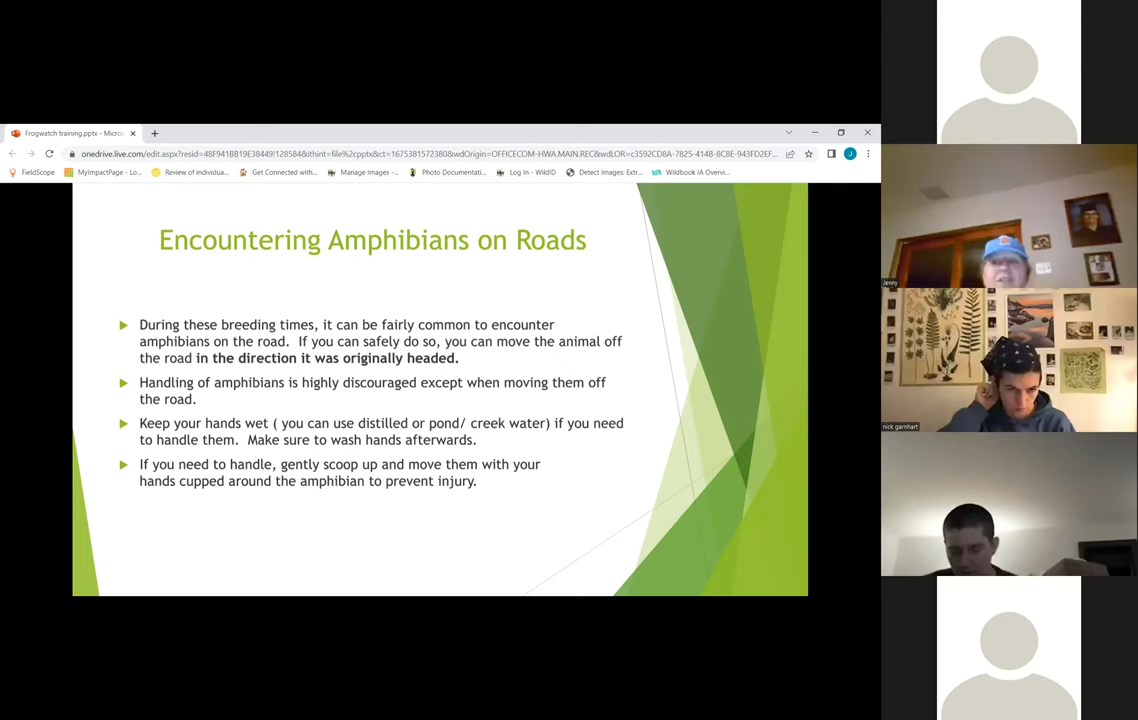 Frogwatch training.pptx - Micros
onedrive.live.com/edit.aspx?resid=48F941BB19E38449!128584&ithint=file%2cpptx&ct=1675381572380&wdOrigin=OFFICECOM-HWA.MAIN.REC&wdLOR=c3592CD8A-7825-414B-8C8E-943FD2EF...
FieldScope MyImpactPage - Lo... Review of individua... Get Connected with... Manage Images -... Photo Documentati... Log In - WildID Detect Images: Extr... Wildbook IA Overvi...
Encountering Amphibians on Roads
During these breeding times, it can be fairly common to encounter
amphibians on the road. If you can safely do so, you can move the animal off
the road in the direction it was originally headed.
Handling of amphibians is highly discouraged except when moving them off
the road.
Keep your hands wet ( you can use distilled or pond/ creek water) if you need
to handle them. Make sure to wash hands afterwards.
If you need to handle, gently scoop up and move them with your
hands cupped around the amphibian to prevent injury.
Jenny
nick garnhart